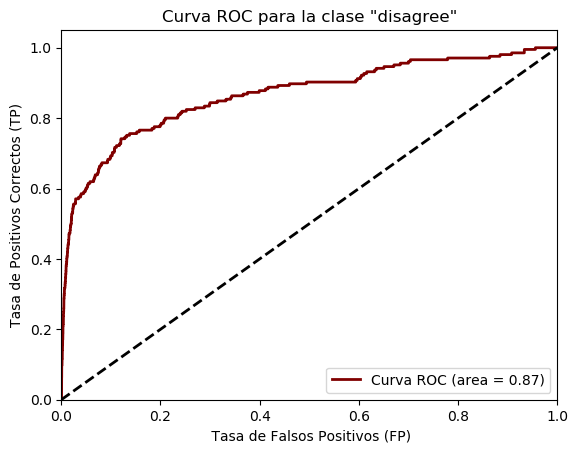 Curva ROC para la clase "disagree"
Tasa de Positivos Correctos (TP)
1.0
0.8
0.6
0.4
0.2
0.0
0.0 0.2 0.4 0.6 0.8 1.0
Curva ROC (area = 0.87)
Tasa de Falsos Positivos (FP)